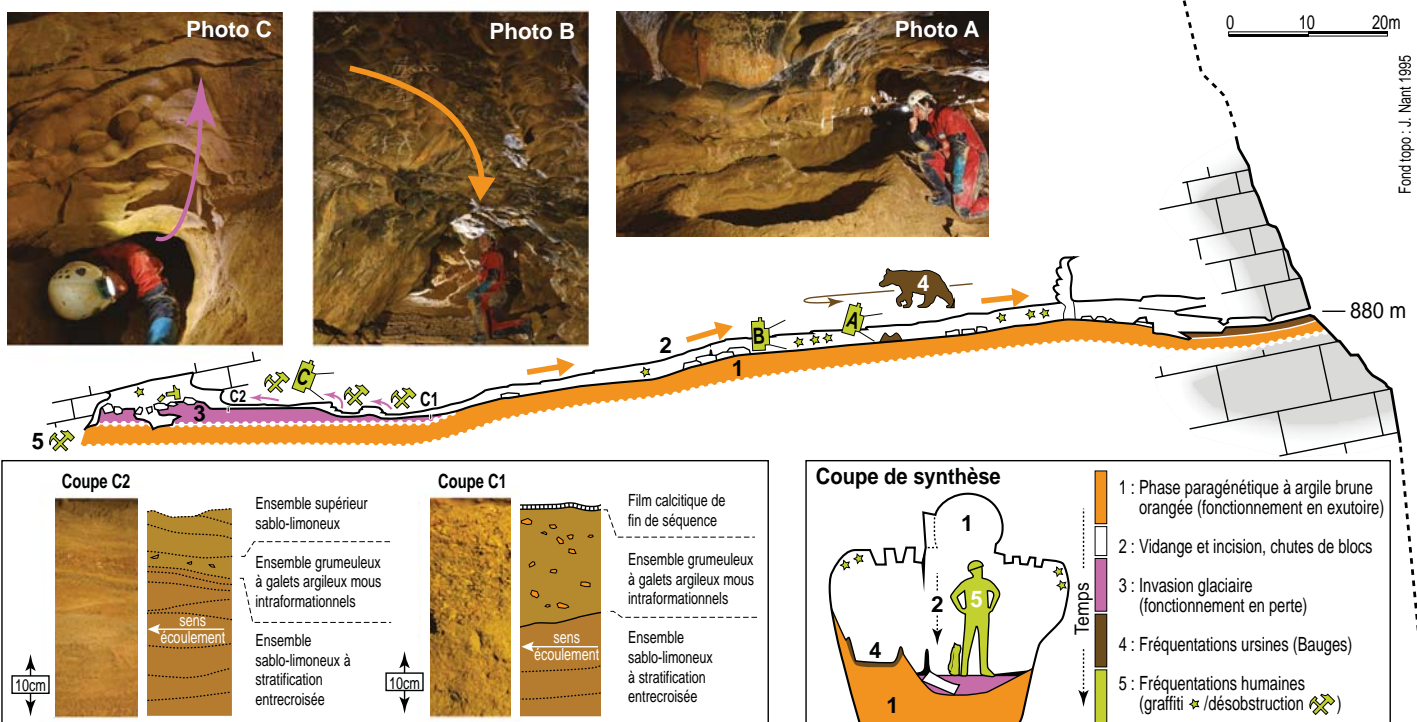 Photo C
Photo B
Photo A
0 10 20m
Fond topo : J. Nant 1995
880 m
4
A
B
2
1
C
C2
C1
3
5
Coupe C2
Ensemble supérieur
sablo-limoneux
Ensemble grumeleux
à galets argileux mous
intraformationnels
sens
écoulement
Ensemble
sablo-limoneux à
stratification
entrecroisée
10cm
Coupe C1
Film calcitique de
fin de séquence
Ensemble grumeleux
à galets argileux mous
intraformationnels
sens
écoulement
Ensemble
sablo-limoneux
à stratification
entrecroisée
10cm
Coupe de synthèse
1
2
5
4
1
Temps
1 : Phase paragénétique à argile brune
orangée (fonctionnement en exutoire)
2 : Vidange et incision, chutes de blocs
3 : Invasion glaciaire
(fonctionnement en perte)
4 : Fréquentations ursines (Bauges)
5 : Fréquentations humaines
(graffiti /désobstruction )